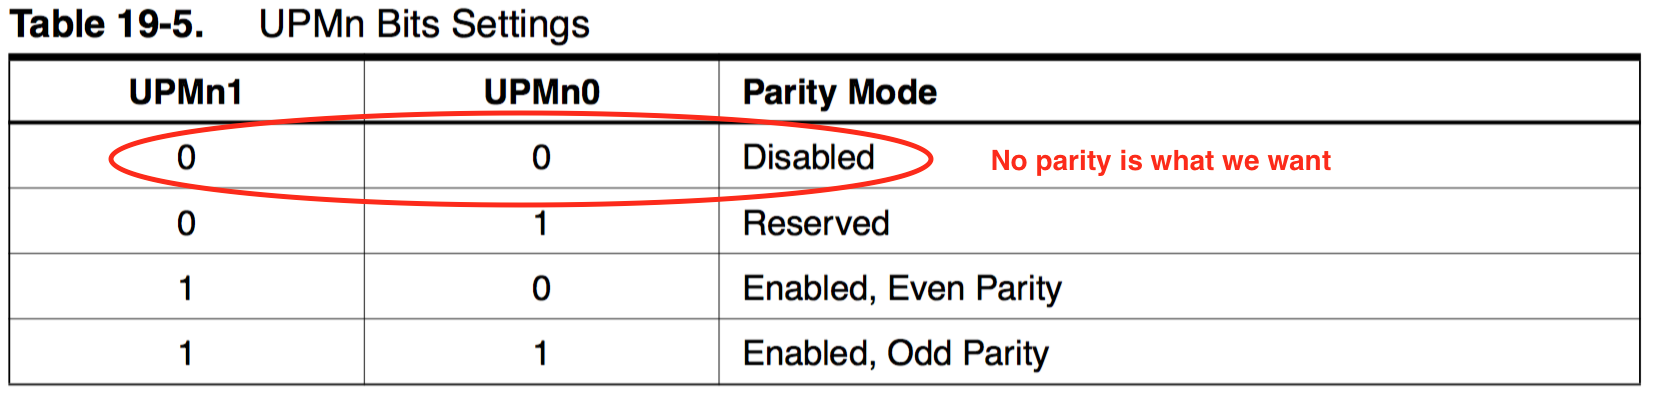 Table 19-5. UPMn Bits Settings
UPMn1 UPMn0 Parity Mode
0 0 Disabled No parity is what we want
0 1 Reserved
1 0 Enabled, Even Parity
1 1 Enabled, Odd Parity